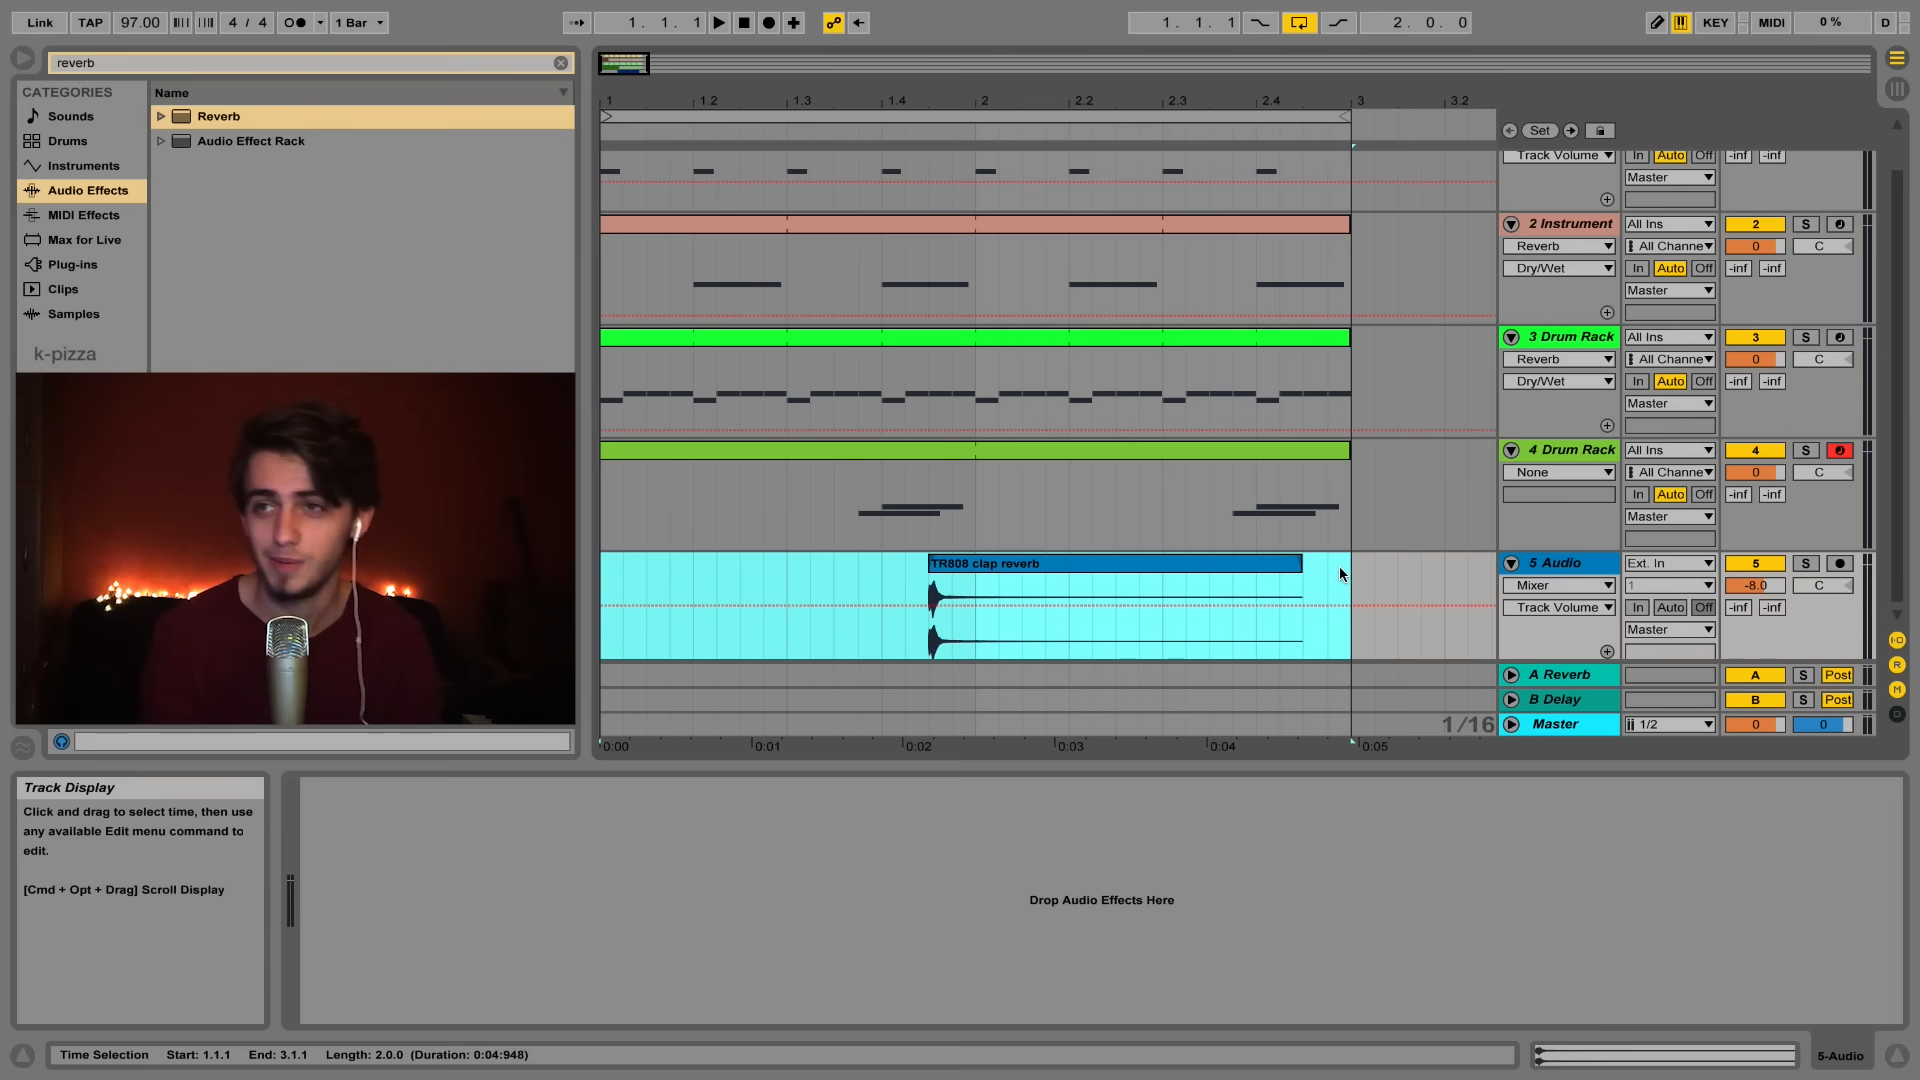 Link TAP 97.00 4 / 4 1 Bar 1. 1. 1 1. 1. 1 2. 0. 0 KEY MIDI 0 % D
reverb
CATEGORIES Name
Sounds Reverb
Drums Audio Effect Rack
Instruments
Audio Effects
MIDI Effects
Max for Live
Plug-ins
Clips
Samples
k-pizza
1 1.2 1.3 1.4 2 2.2 2.3 2.4 3 3.2
Set
Track Volume In Auto Off -inf -inf
Master
2 Instrument All Ins 2 S
Reverb All Channe 0 C
Dry/Wet In Auto Off -inf -inf
Master
3 Drum Rack All Ins 3 S
Reverb All Channe 0 C
Dry/Wet In Auto Off -inf -inf
Master
4 Drum Rack All Ins 4 S
None All Channe 0 C
In Auto Off -inf -inf
Master
TR808 clap reverb 5 Audio Ext. In 5 S
Mixer 1 -8.0 C
Track Volume In Auto Off -inf -inf
Master
A Reverb A S Post
B Delay B S Post
1/16 Master 1/2 0 0
0:00 0:01 0:02 0:03 0:04 0:05
I·O
R
M
D
Track Display
Click and drag to select time, then use
any available Edit menu command to
edit.
[Cmd + Opt + Drag] Scroll Display
Drop Audio Effects Here
Time Selection Start: 1.1.1 End: 3.1.1 Length: 2.0.0 (Duration: 0:04:948) 5-Audio